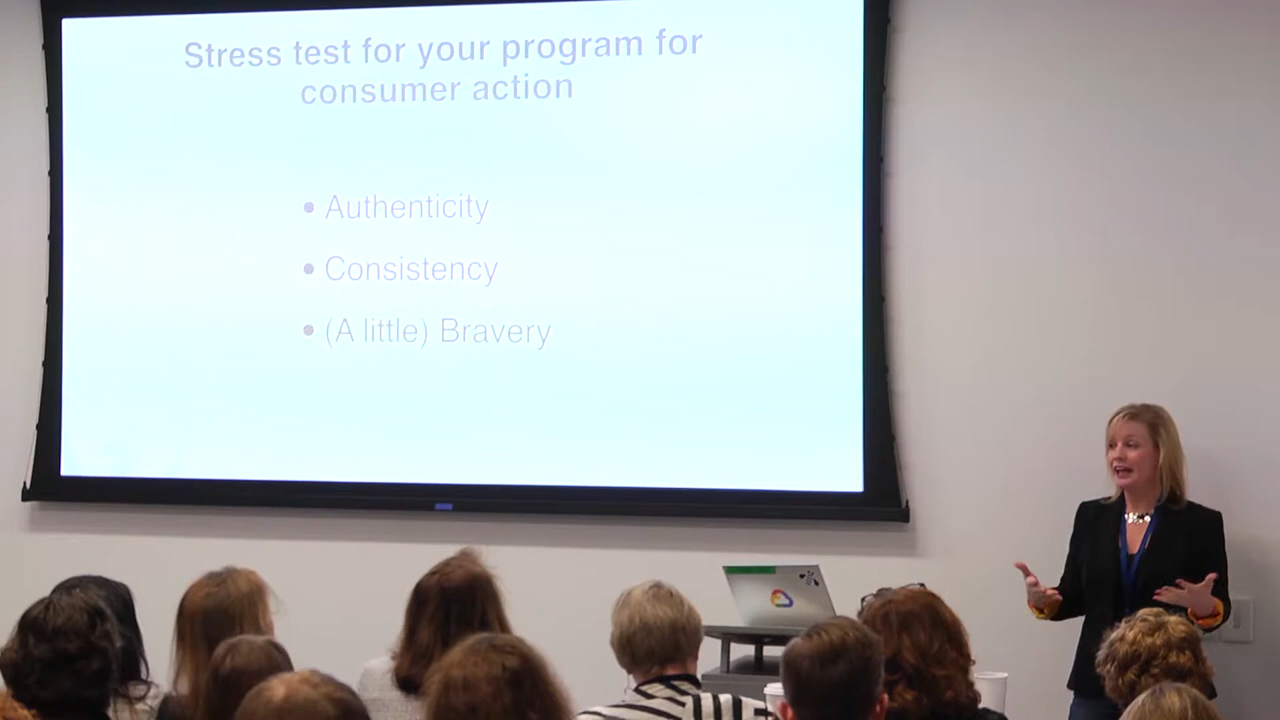 Stress test for your program for
consumer action
• Authenticity
• Consistency
• (A little) Bravery